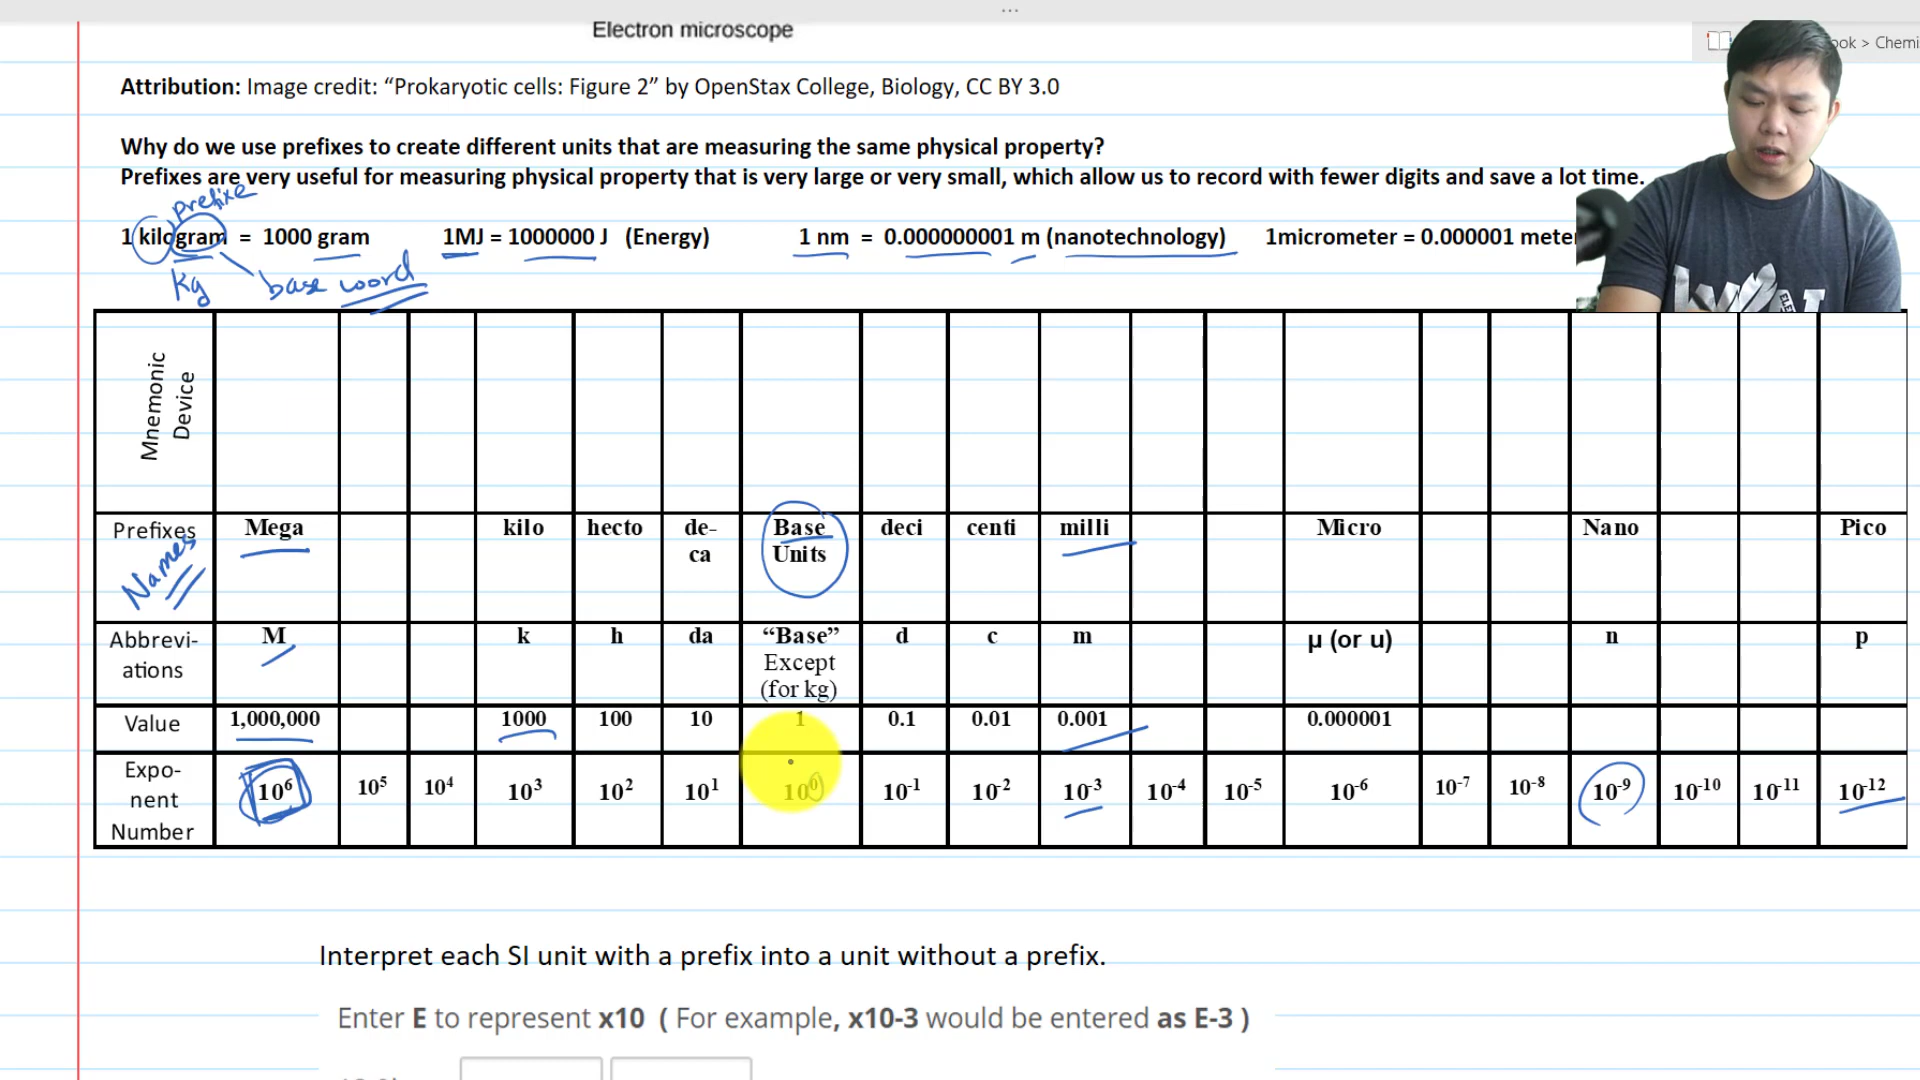 ...
Electron microscope
ook > Chemi
Attribution: Image credit: “Prokaryotic cells: Figure 2” by OpenStax College, Biology, CC BY 3.0
Why do we use prefixes to create different units that are measuring the same physical property?
Prefixes are very useful for measuring physical property that is very large or very small, which allow us to record with fewer digits and save a lot time.
prefixe
1 kilogram = 1000 gram 1MJ = 1000000 J (Energy) 1 nm = 0.000000001 m (nanotechnology) 1micrometer = 0.000001 meter
kg base word
Mnemonic Device
Prefixes Mega kilo hecto de-ca Base Units deci centi milli Micro Nano Pico
Names
Abbrevi-ations M k h da “Base” Except (for kg) d c m µ (or u) n p
Value 1,000,000 1000 100 10 1 0.1 0.01 0.001 0.000001
Expo-nent Number 10⁶ 10⁵ 10⁴ 10³ 10² 10¹ 10⁰ 10⁻¹ 10⁻² 10⁻³ 10⁻⁴ 10⁻⁵ 10⁻⁶ 10⁻⁷ 10⁻⁸ 10⁻⁹ 10⁻¹⁰ 10⁻¹¹ 10⁻¹²
Interpret each SI unit with a prefix into a unit without a prefix.
Enter E to represent x10 ( For example, x10-3 would be entered as E-3 )